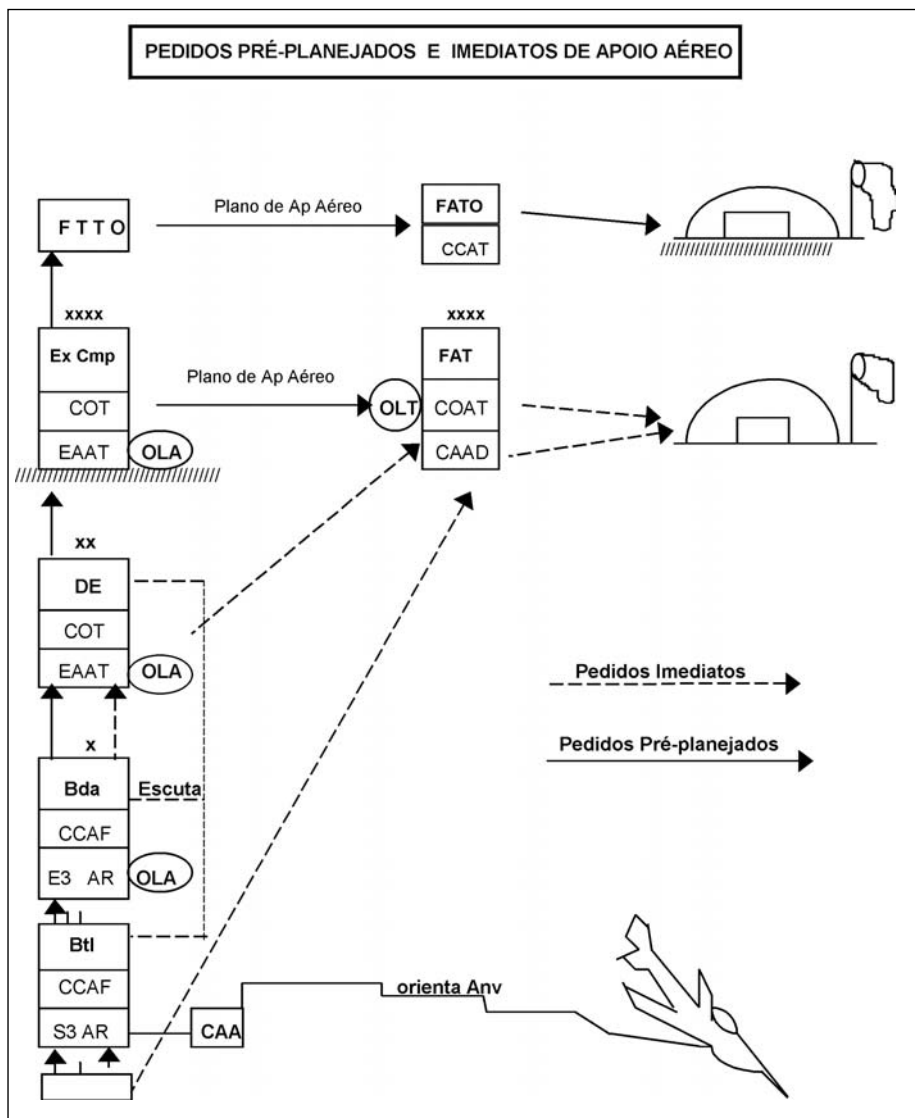 PEDIDOS PRÉ-PLANEJADOS E IMEDIATOS DE APOIO AÉREO
F T T O
Plano de Ap Aéreo
FATO
CCAT
xxxx
Ex Cmp
COT
EAAT
OLA
Plano de Ap Aéreo
OLT
xxxx
FAT
COAT
CAAD
xx
DE
COT
EAAT
OLA
Pedidos Imediatos
Pedidos Pré-planejados
x
Bda
Escuta
CCAF
E3 AR
OLA
Btl
CCAF
S3 AR
CAA
orienta Anv